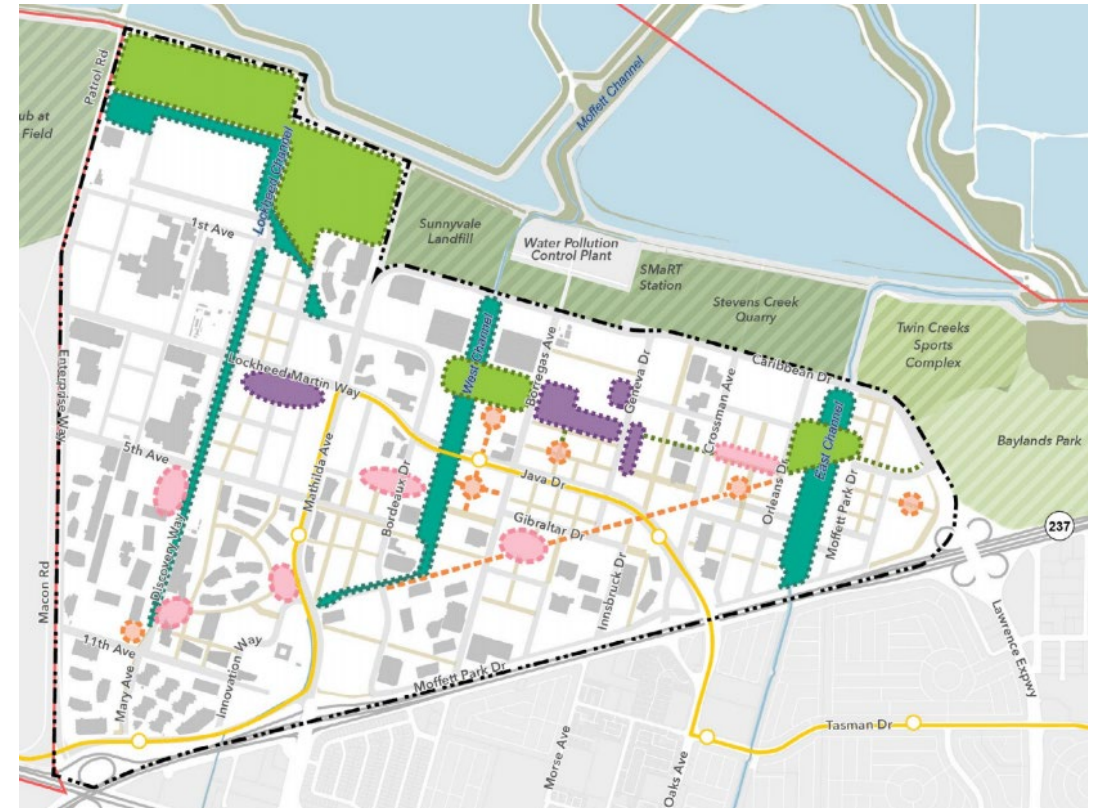 Patrol Rd
ub at
Field
Moffett Channel
Lockheed Channel
1st Ave
Sunnyvale
Landfill
Water Pollution
Control Plant
SMaRT
Station
Stevens Creek
Quarry
Twin Creeks
Sports
Complex
Baylands Park
Caribbean Dr
West Channel
Borregas Ave
Geneva Dr
Crossman Ave
East Channel
Lockheed Martin Way
Enterprise Way
5th Ave
Mathilda Ave
Bordeaux Dr
Java Dr
Gibraltar Dr
Orleans Dr
Moffett Park Dr
237
Discovery Way
Macon Rd
11th Ave
Mary Ave
Innovation Way
Innsbruck Dr
Moffett Park Dr
Lawrence Expwy
Morse Ave
Oaks Ave
Tasman Dr